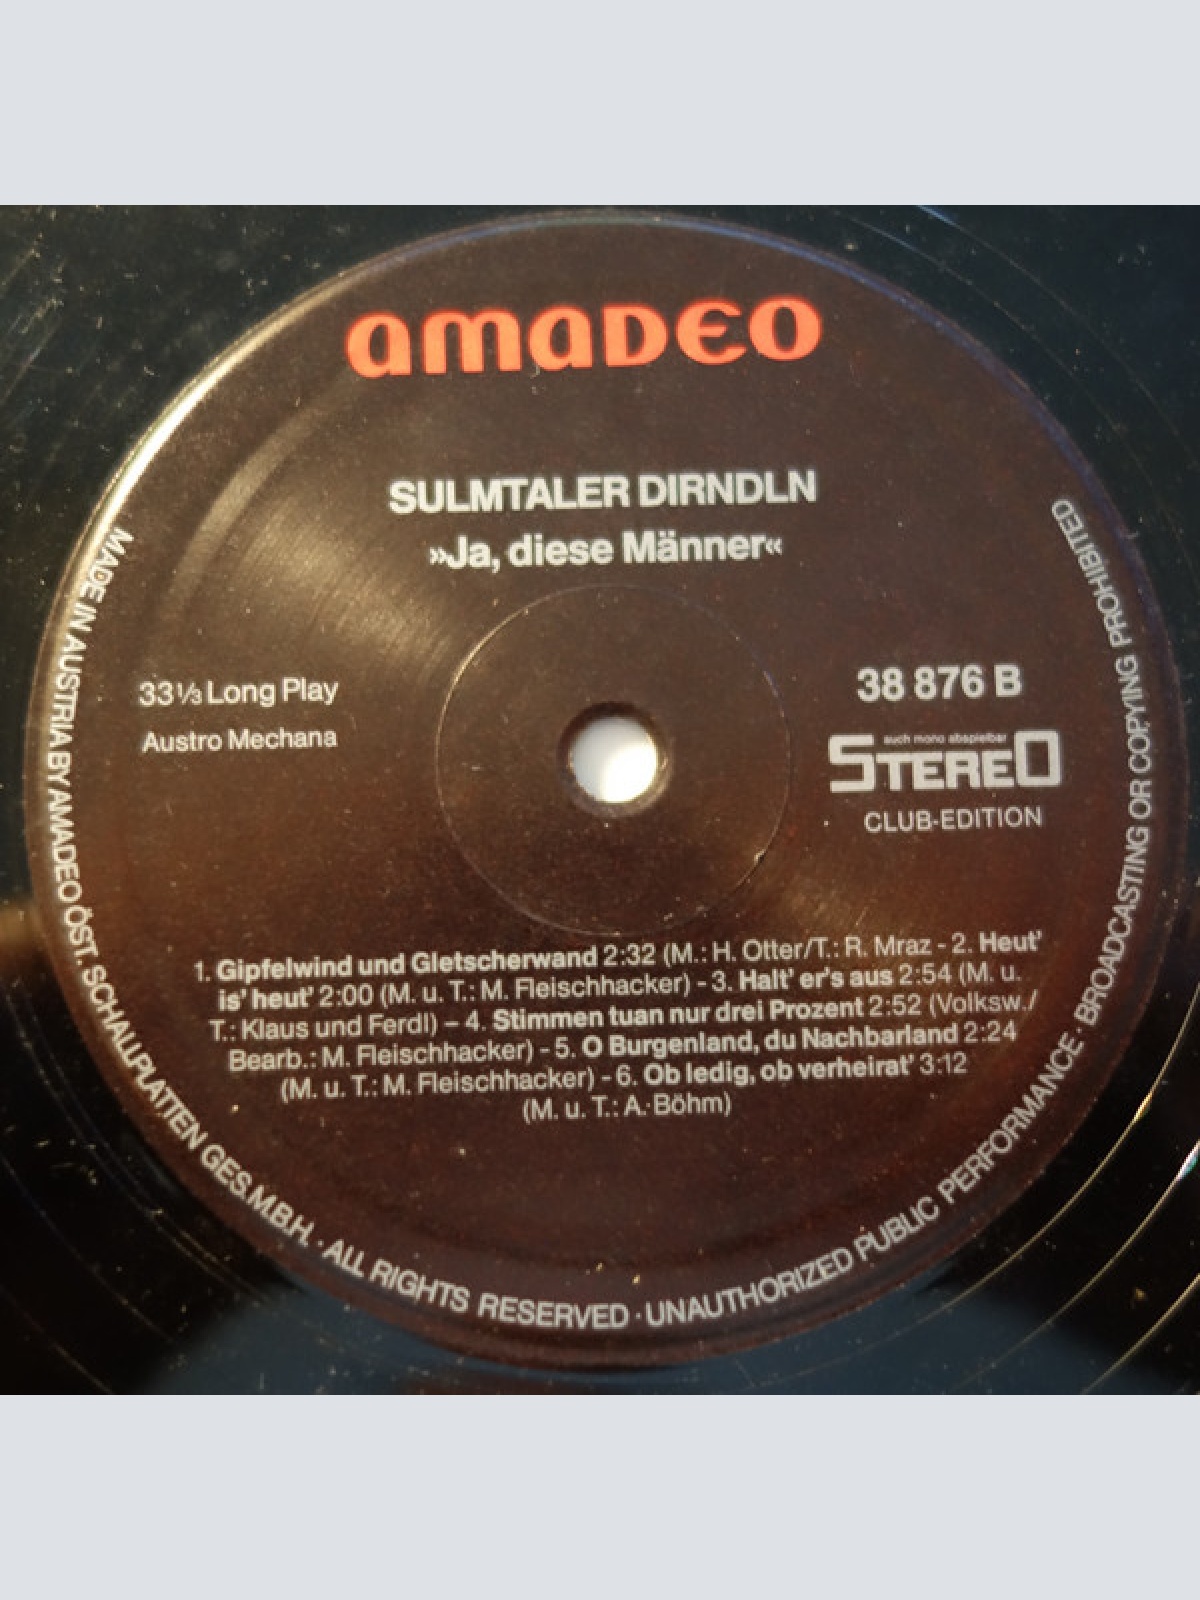 amadeo
SULMTALER DIRNDLN
»Ja, diese Männer«
33⅓ Long Play
Austro Mechana
38 876 B
auch mono abspielbar
STEREO
CLUB-EDITION
1. Gipfelwind und Gletscherwand 2:32 (M.: H. Otter/T.: R. Mraz - 2. Heut'
is' heut' 2:00 (M. u. T.: M. Fleischhacker) - 3. Halt' er's aus 2:54 (M. u.
T.: Klaus und Ferdl) – 4. Stimmen tuan nur drei Prozent 2:52 (Volksw./
Bearb.: M. Fleischhacker) - 5. O Burgenland, du Nachbarland 2:24
(M. u. T.: M. Fleischhacker) - 6. Ob ledig, ob verheirat' 3:12
(M. u. T.: A. Böhm)
MADE IN AUSTRIA BY AMADEO ÖST. SCHALLPLATTEN GES.M.B.H. · ALL RIGHTS RESERVED · UNAUTHORIZED PUBLIC PERFORMANCE · BROADCASTING OR COPYING PROHIBITED